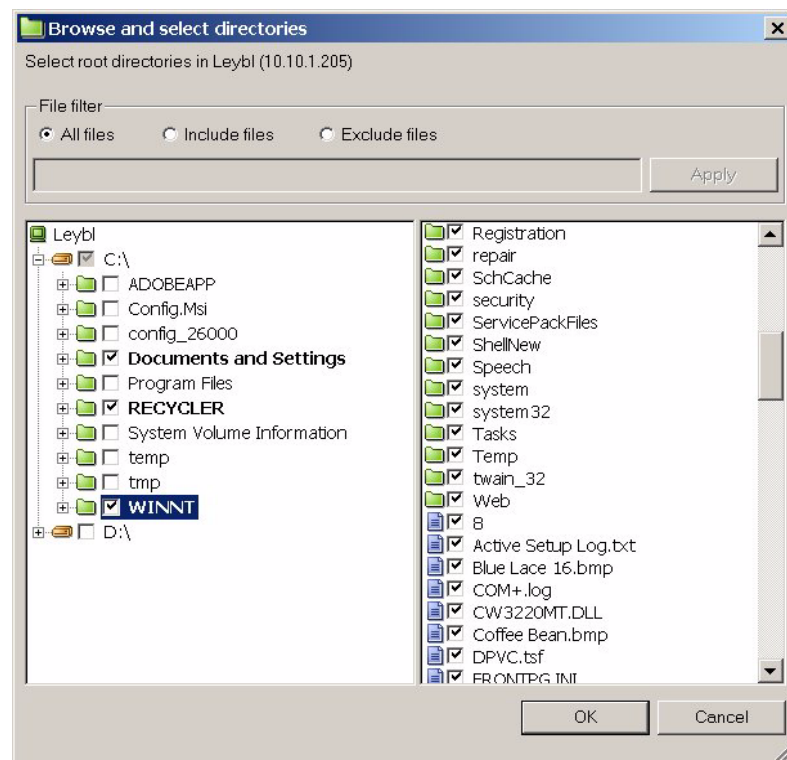 Browse and select directories
Select root directories in Leybl (10.10.1.205)
File filter
All files Include files Exclude files
Apply
Leybl
C:\
ADOBEAPP
Config.Msi
config_26000
Documents and Settings
Program Files
RECYCLER
System Volume Information
temp
tmp
WINNT
D:\
Registration
repair
SchCache
security
ServicePackFiles
ShellNew
Speech
system
system32
Tasks
Temp
twain_32
Web
8
Active Setup Log.txt
Blue Lace 16.bmp
COM+.log
CW3220MT.DLL
Coffee Bean.bmp
DPVC.tsf
FRONTPG.INI
OK Cancel